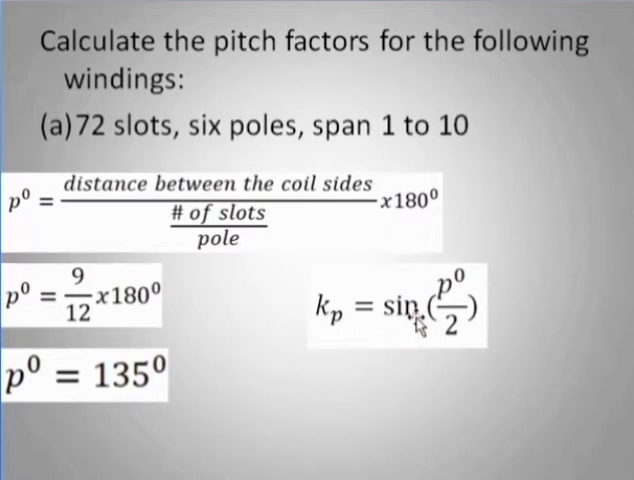 Calculate the pitch factors for the following
windings:
(a)72 slots, six poles, span 1 to 10
p⁰ = distance between the coil sides / (# of slots / pole) x180⁰
p⁰ = 9/12 x180⁰
kₚ = sin (p⁰/2)
p⁰ = 135⁰